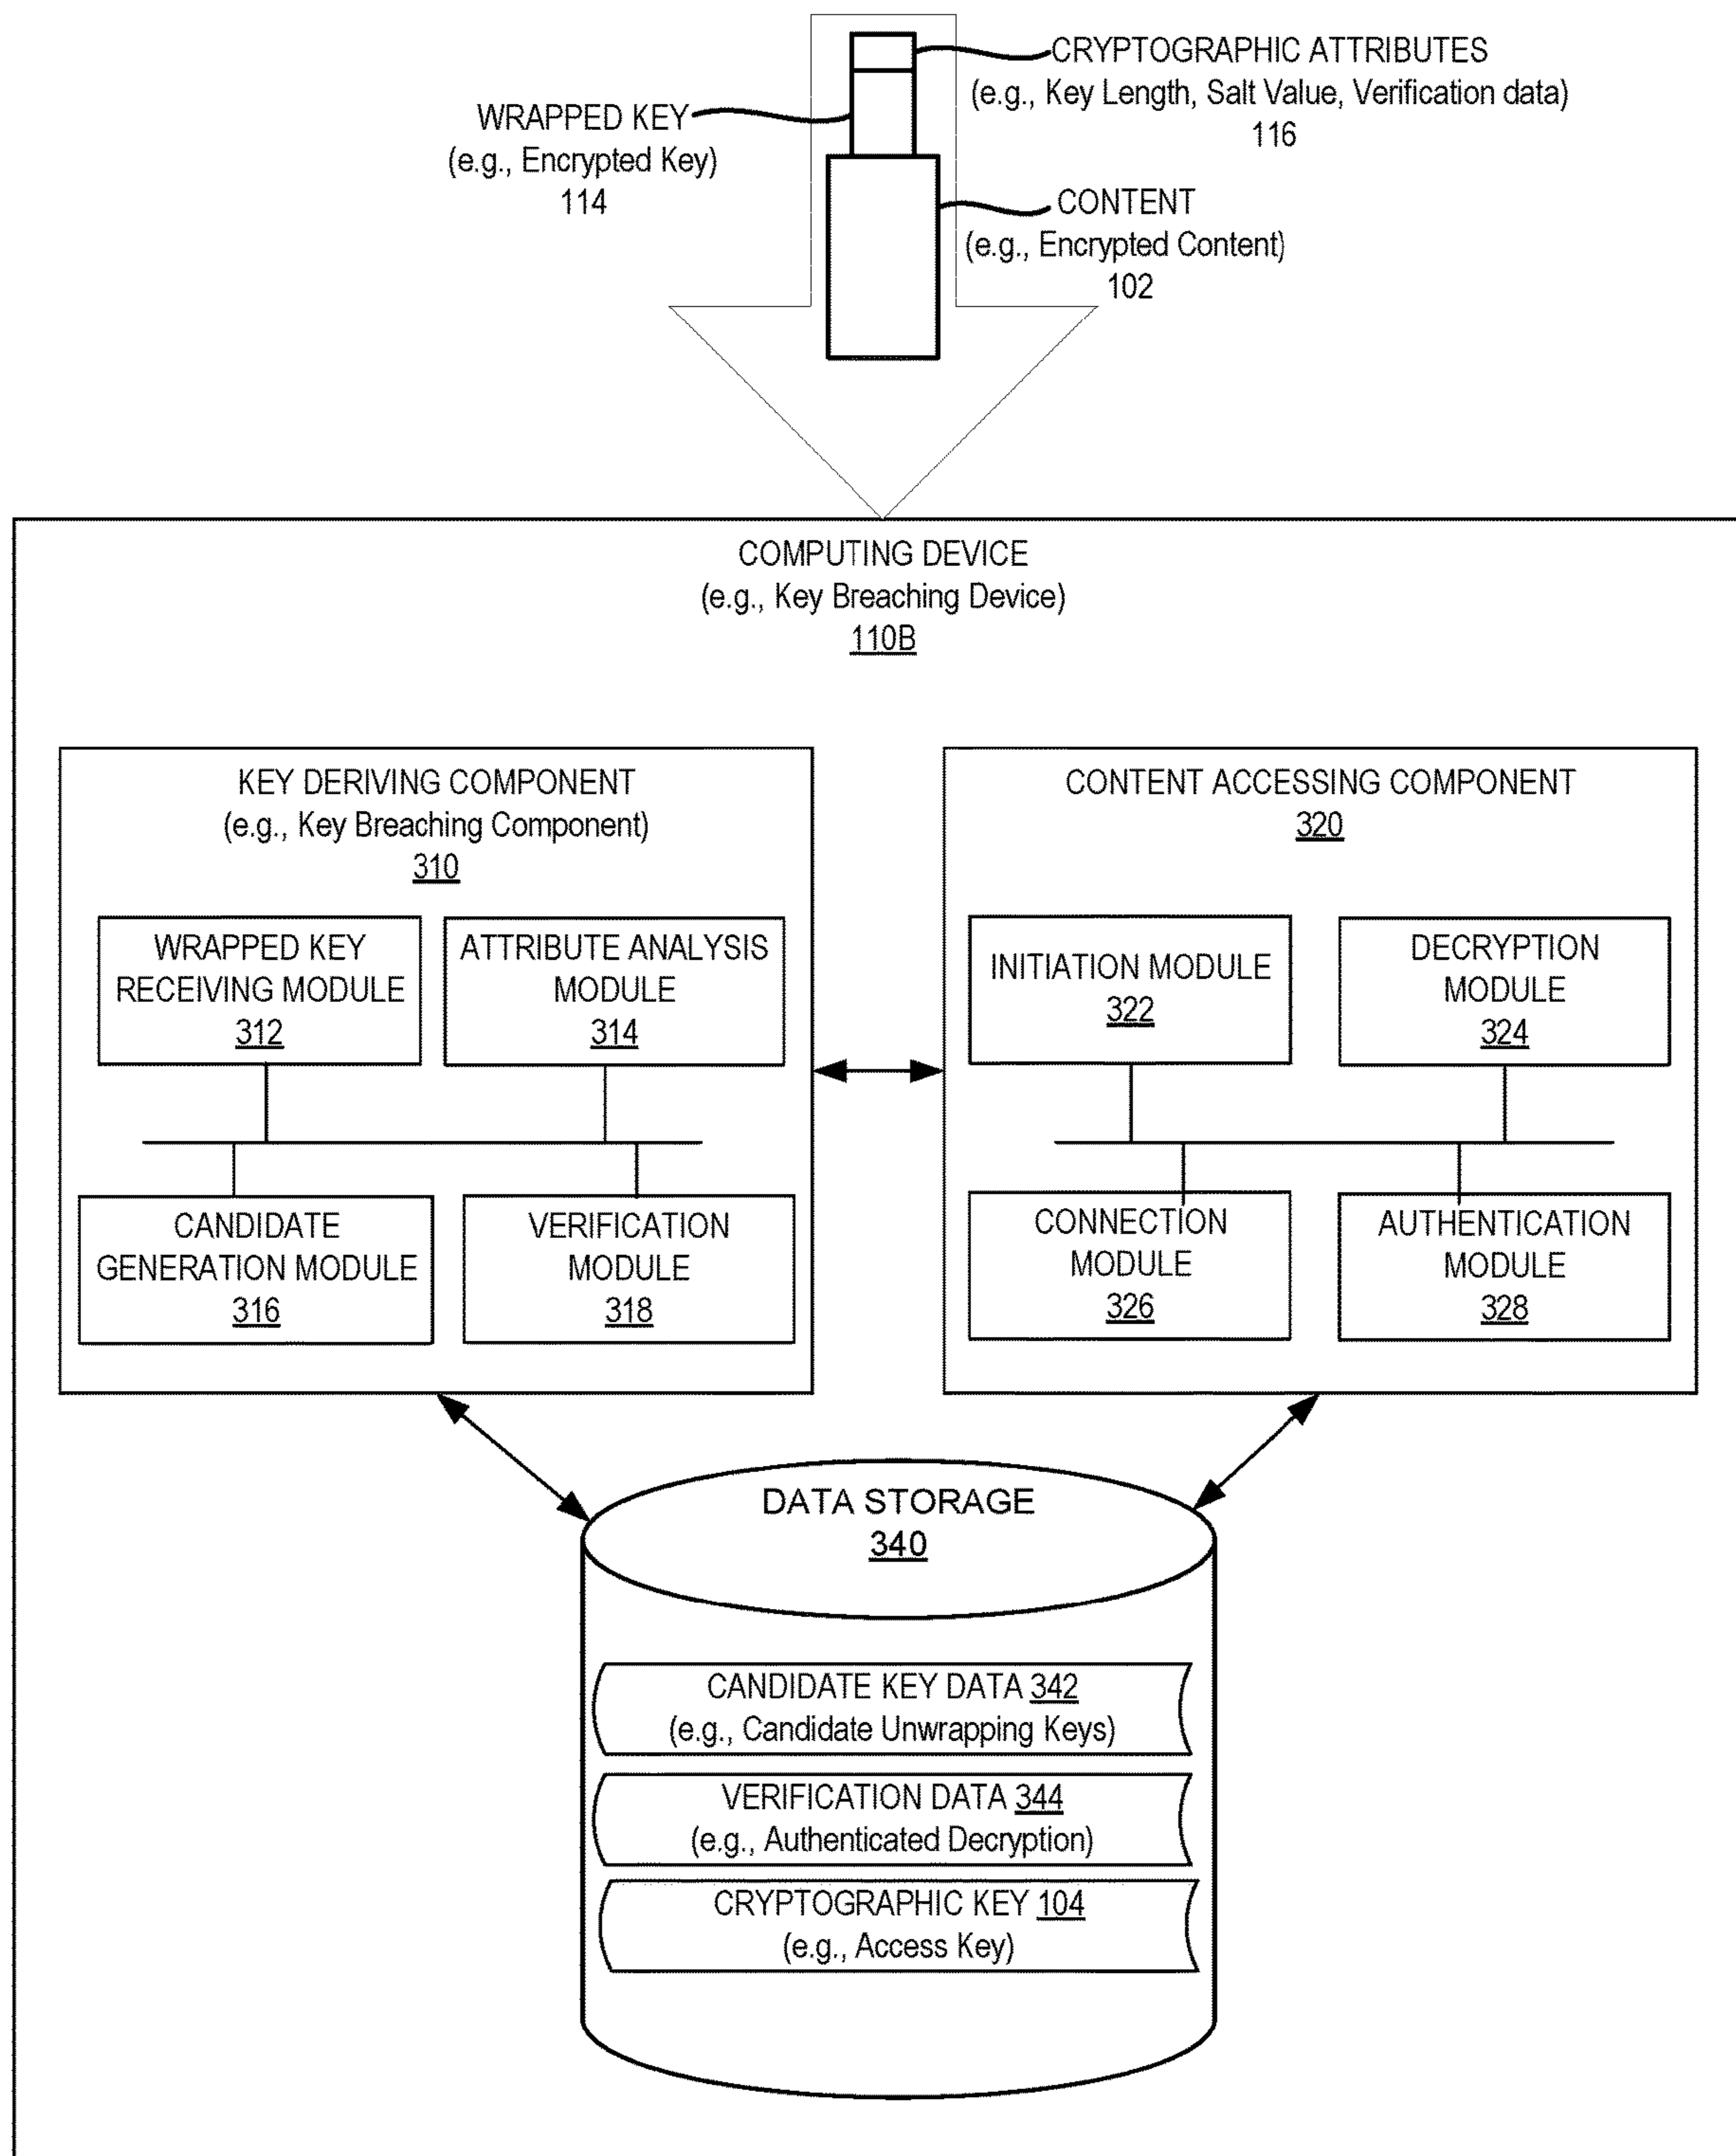 CRYPTOGRAPHIC ATTRIBUTES
(e.g., Key Length, Salt Value, Verification data)
116
WRAPPED KEY
(e.g., Encrypted Key)
114
CONTENT
(e.g., Encrypted Content)
102
COMPUTING DEVICE
(e.g., Key Breaching Device)
110B
KEY DERIVING COMPONENT
(e.g., Key Breaching Component)
310
WRAPPED KEY
RECEIVING MODULE
312
ATTRIBUTE ANALYSIS
MODULE
314
CANDIDATE
GENERATION MODULE
316
VERIFICATION
MODULE
318
CONTENT ACCESSING COMPONENT
320
INITIATION MODULE
322
DECRYPTION
MODULE
324
CONNECTION
MODULE
326
AUTHENTICATION
MODULE
328
DATA STORAGE
340
CANDIDATE KEY DATA 342
(e.g., Candidate Unwrapping Keys)
VERIFICATION DATA 344
(e.g., Authenticated Decryption)
CRYPTOGRAPHIC KEY 104
(e.g., Access Key)